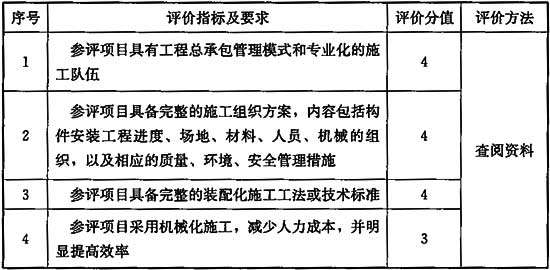 序号 评价指标及要求 评价分值 评价方法
1 参评项目具有工程总承包管理模式和专业化的施 4
工队伍
参评项目具备完整的施工组织方案，内容包括构
2 件安装工程进度、场地、材料、人员、机械的组 4
织，以及相应的质量、环境、安全管理措施
查阅资料
3 参评项目具备完整的装配化施工工法或技术标准 4
4 参评项目采用机械化施工，减少人力成本，并明 3
显提高效率